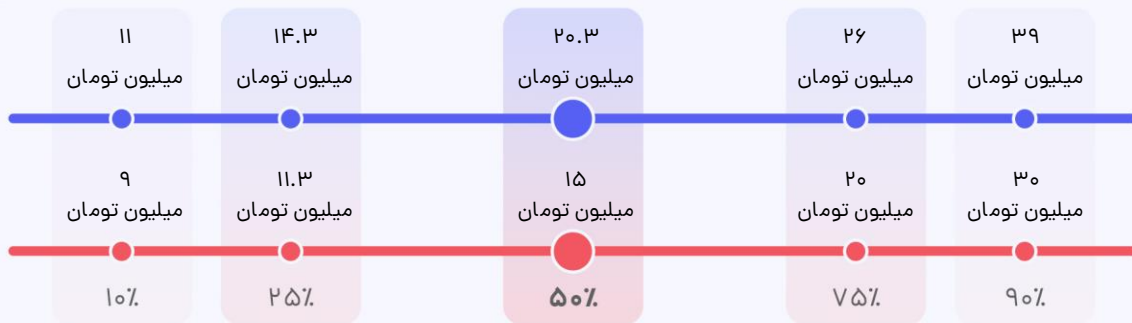 ۱۱
میلیون تومان
۱۴.۳
میلیون تومان
۲۰.۳
میلیون تومان
۲۶
میلیون تومان
۳۹
میلیون تومان
۹
میلیون تومان
۱۱.۳
میلیون تومان
۱۵
میلیون تومان
۲۰
میلیون تومان
۳۰
میلیون تومان
۱۰٪
۲۵٪
۵۰٪
۷۵٪
۹۰٪